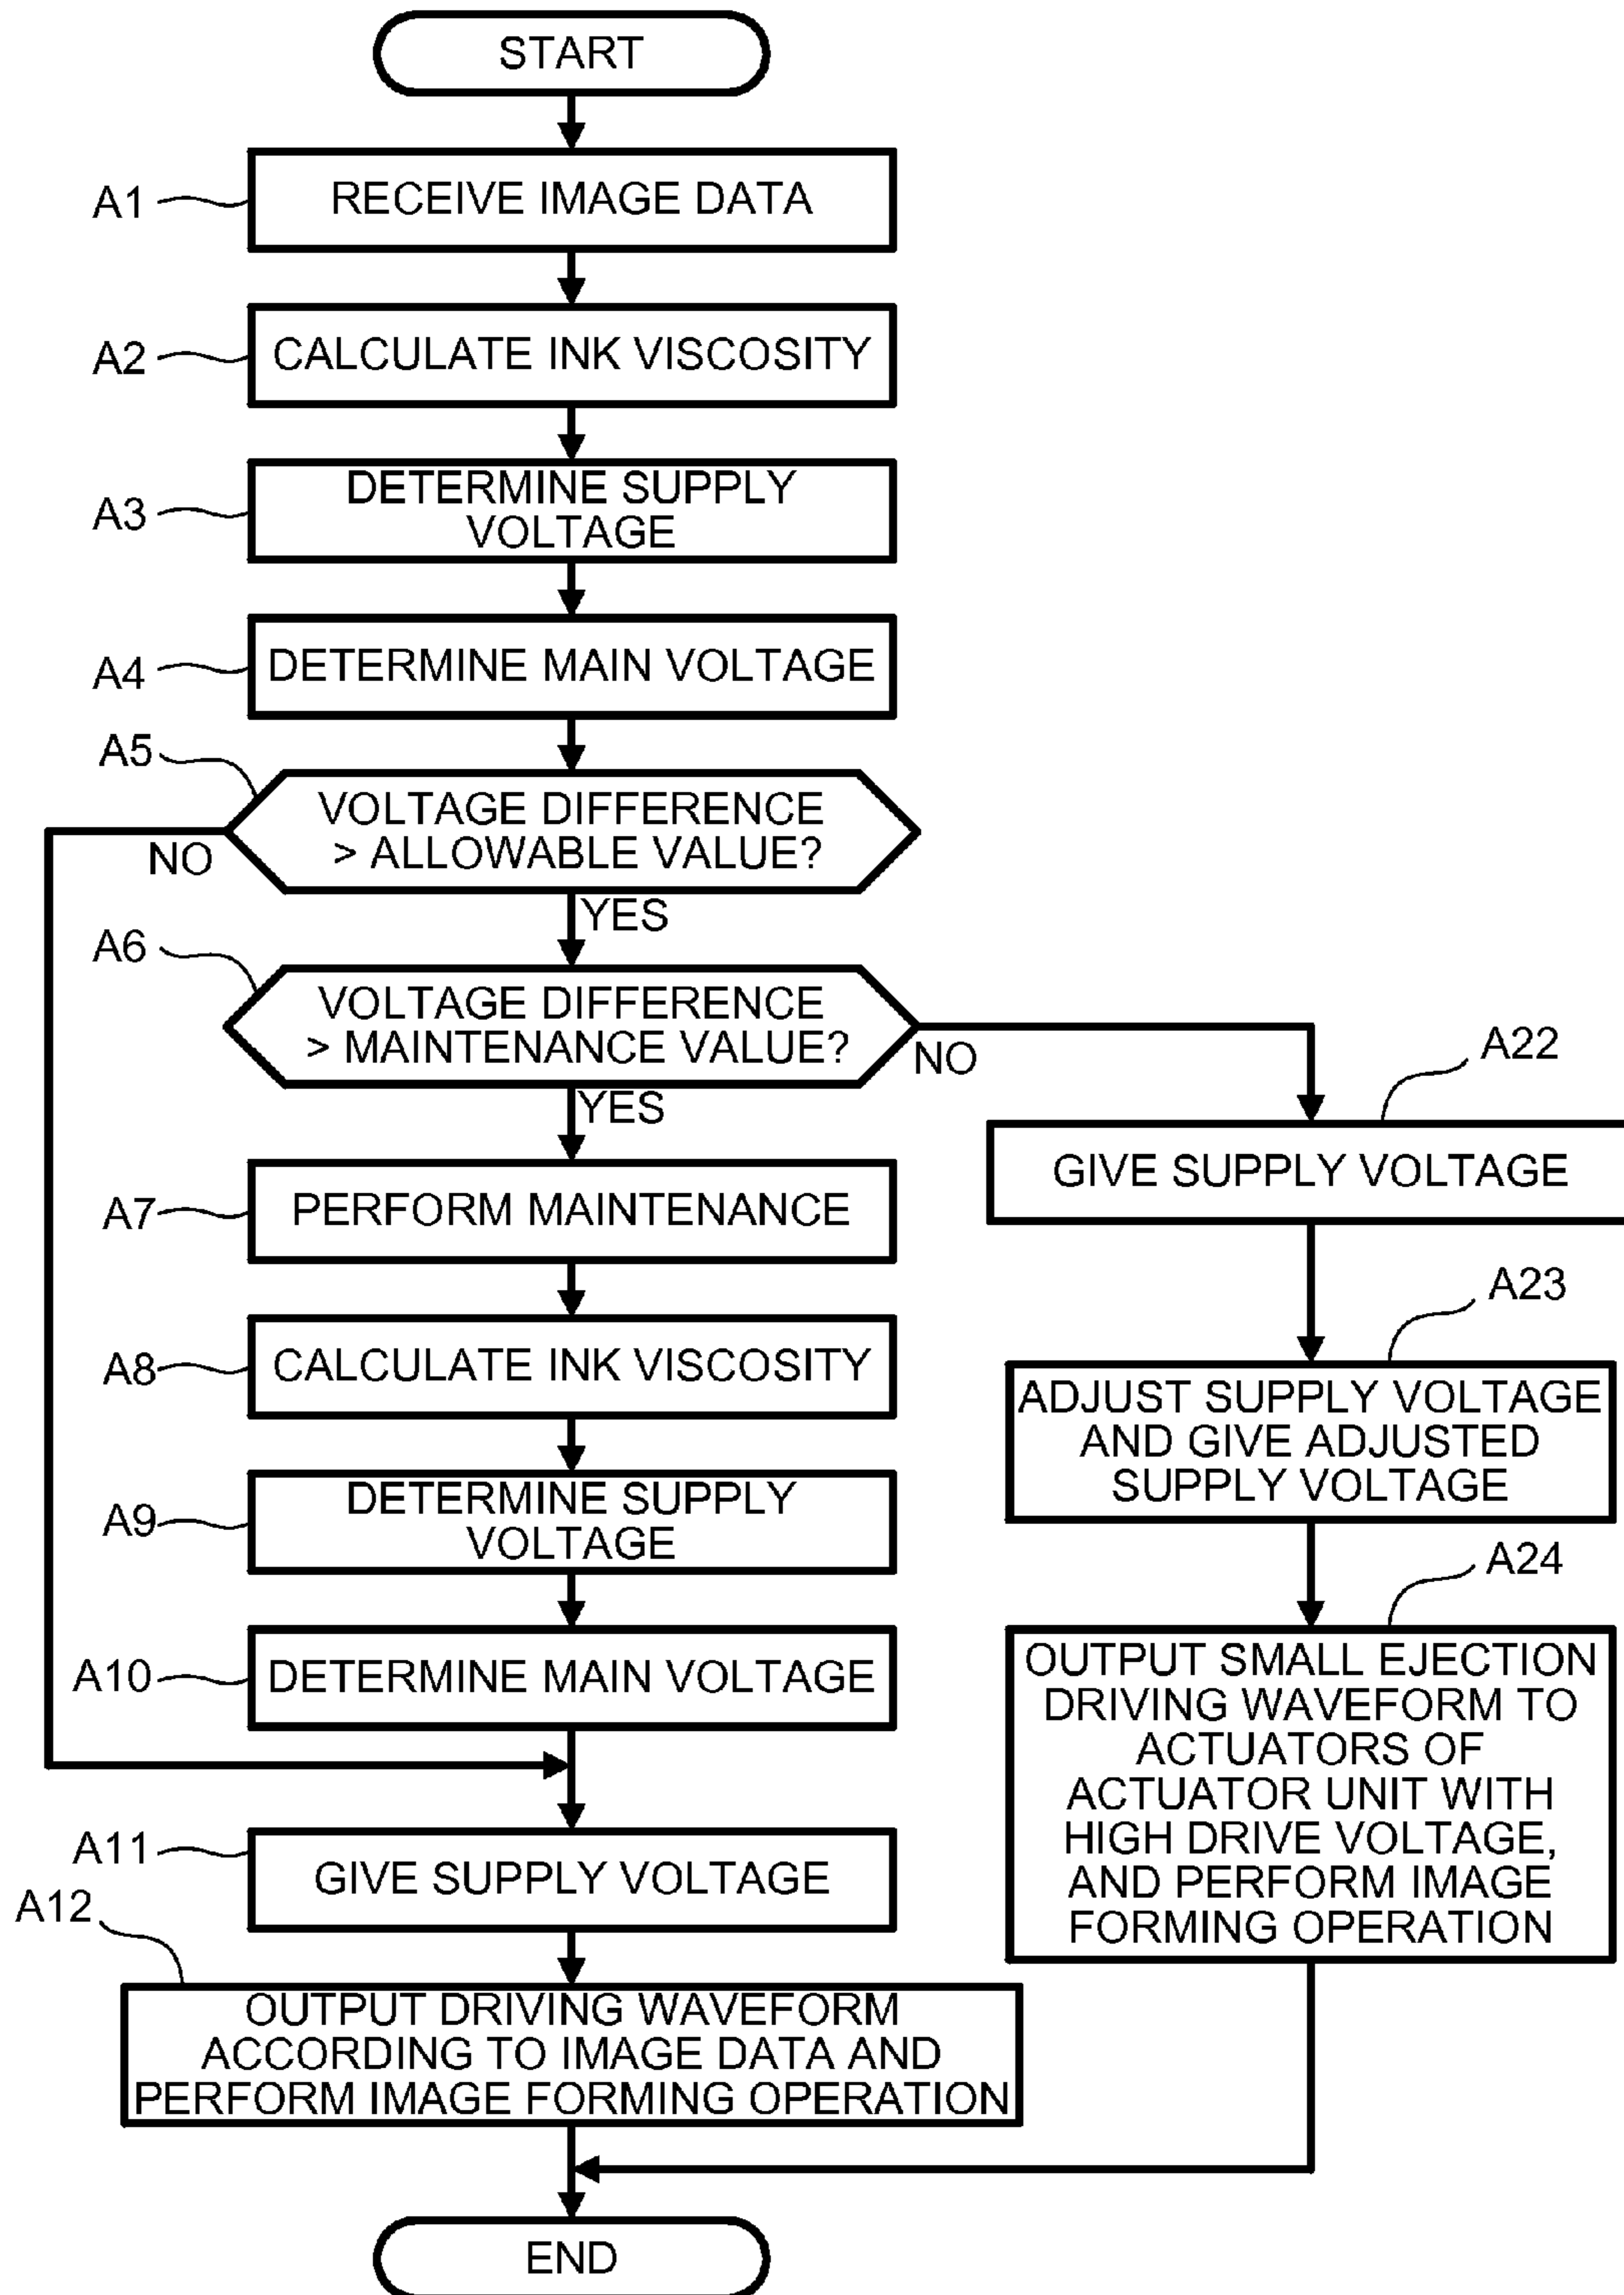 START
A1
RECEIVE IMAGE DATA
A2
CALCULATE INK VISCOSITY
A3
DETERMINE SUPPLY
VOLTAGE
A4
DETERMINE MAIN VOLTAGE
A5
VOLTAGE DIFFERENCE
> ALLOWABLE VALUE?
NO
YES
A6
VOLTAGE DIFFERENCE
> MAINTENANCE VALUE?
NO
YES
A7
PERFORM MAINTENANCE
A8
CALCULATE INK VISCOSITY
A9
DETERMINE SUPPLY
VOLTAGE
A10
DETERMINE MAIN VOLTAGE
A11
GIVE SUPPLY VOLTAGE
A12
OUTPUT DRIVING WAVEFORM
ACCORDING TO IMAGE DATA AND
PERFORM IMAGE FORMING OPERATION
A22
GIVE SUPPLY VOLTAGE
A23
ADJUST SUPPLY VOLTAGE
AND GIVE ADJUSTED
SUPPLY VOLTAGE
A24
OUTPUT SMALL EJECTION
DRIVING WAVEFORM TO
ACTUATORS OF
ACTUATOR UNIT WITH
HIGH DRIVE VOLTAGE,
AND PERFORM IMAGE
FORMING OPERATION
END